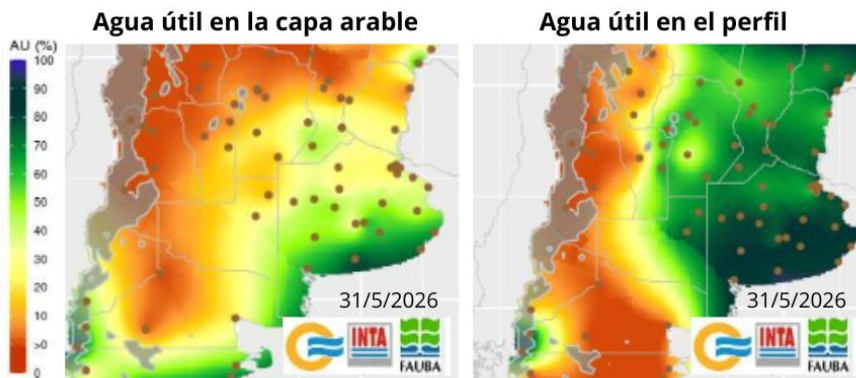 Agua útil en la capa arable
Agua útil en el perfil
AU (%)
100
90
80
70
60
50
40
30
20
10
>0
0
31/5/2026
INTA
FAUBA
31/5/2026
INTA
FAUBA